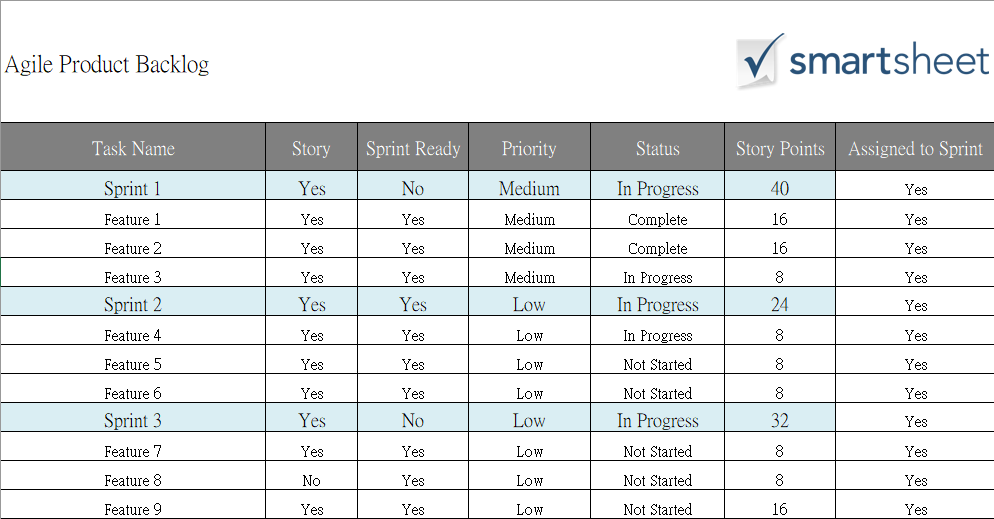 Agile Product Backlog
smartsheet
Task Name Story Sprint Ready Priority Status Story Points Assigned to Sprint
Sprint 1 Yes No Medium In Progress 40 Yes
Feature 1 Yes Yes Medium Complete 16 Yes
Feature 2 Yes Yes Medium Complete 16 Yes
Feature 3 Yes Yes Medium In Progress 8 Yes
Sprint 2 Yes Yes Low In Progress 24 Yes
Feature 4 Yes Yes Low In Progress 8 Yes
Feature 5 Yes Yes Low Not Started 8 Yes
Feature 6 Yes Yes Low Not Started 8 Yes
Sprint 3 Yes No Low In Progress 32 Yes
Feature 7 Yes Yes Low Not Started 8 Yes
Feature 8 No Yes Low Not Started 8 Yes
Feature 9 Yes Yes Low Not Started 16 Yes